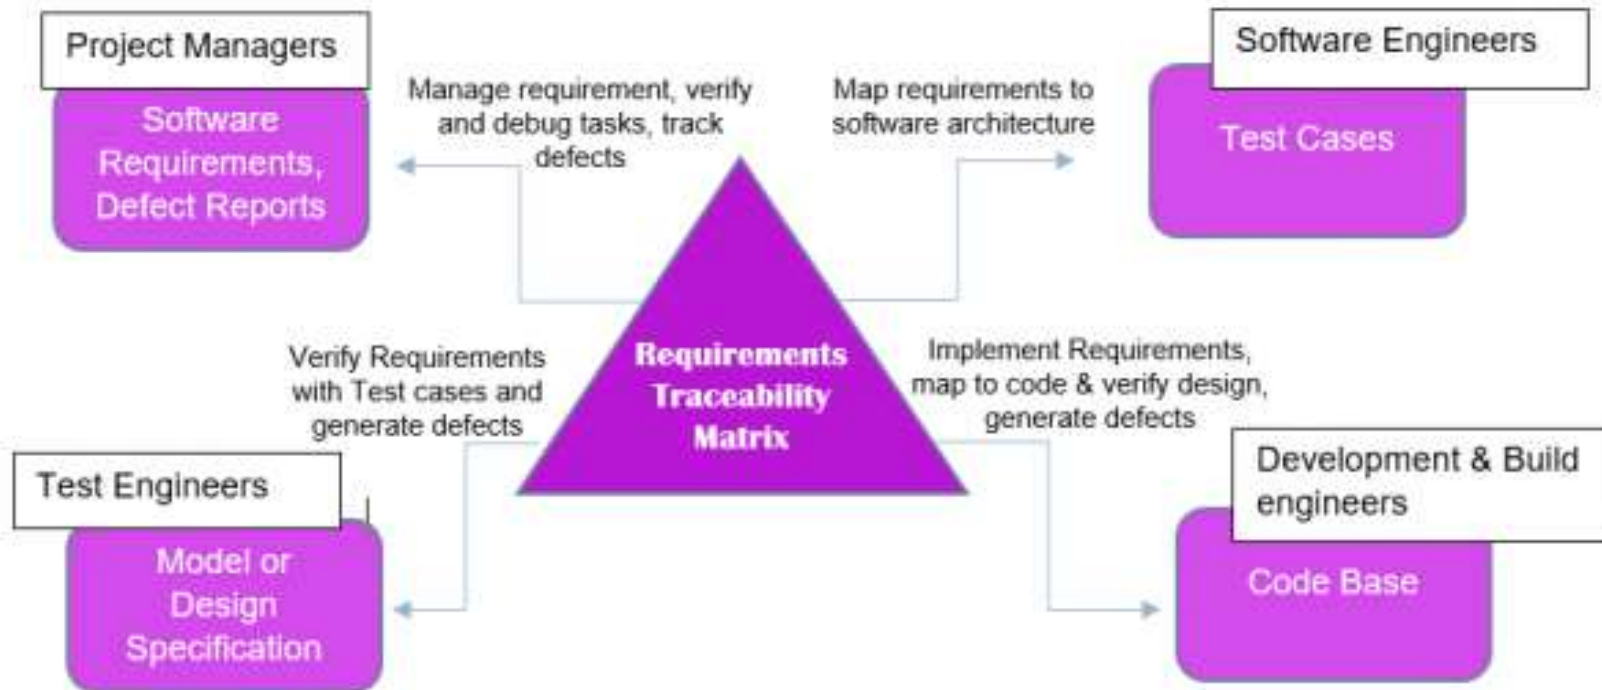 Project Managers
Software
Requirements,
Defect Reports
Manage requirement, verify
and debug tasks, track
defects
Map requirements to
software architecture
Software Engineers
Test Cases
Requirements
Traceability
Matrix
Verify Requirements
with Test cases and
generate defects
Implement Requirements,
map to code & verify design,
generate defects
Test Engineers
Model or
Design
Specification
Development & Build
engineers
Code Base